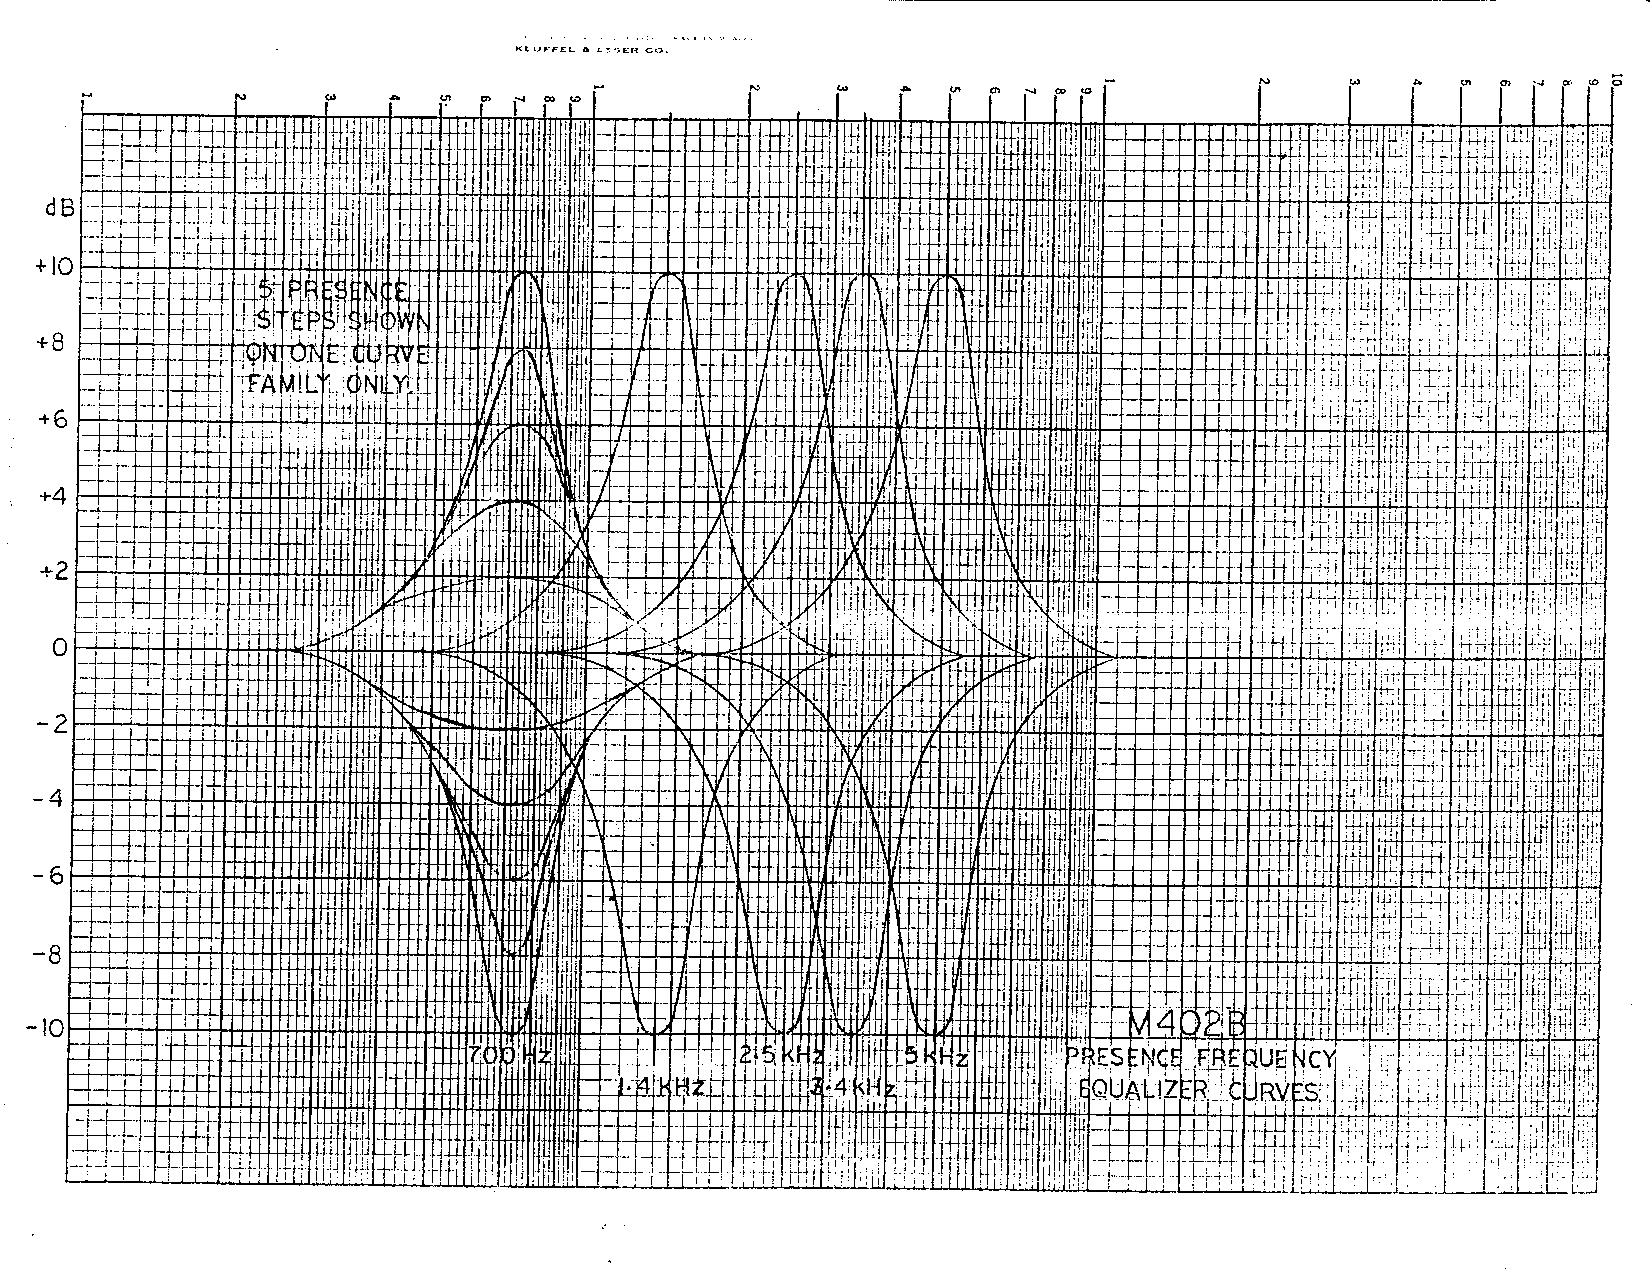 KEUFFEL & ESSER CO.
1 2 3 4 5 6 7 8 9 1 2 3 4 5 6 7 8 9 1 2 3 4 5 6 7 8 9 10
dB
+10
5 PRESENCE
STEPS SHOWN
+8
ON ONE CURVE
FAMILY ONLY
+6
+4
+2
0
-2
-4
-6
-8
-10
M402B
700 Hz 2.5 kHz 5 kHz PRESENCE FREQUENCY
1.4 kHz 3.4 kHz EQUALIZER CURVES